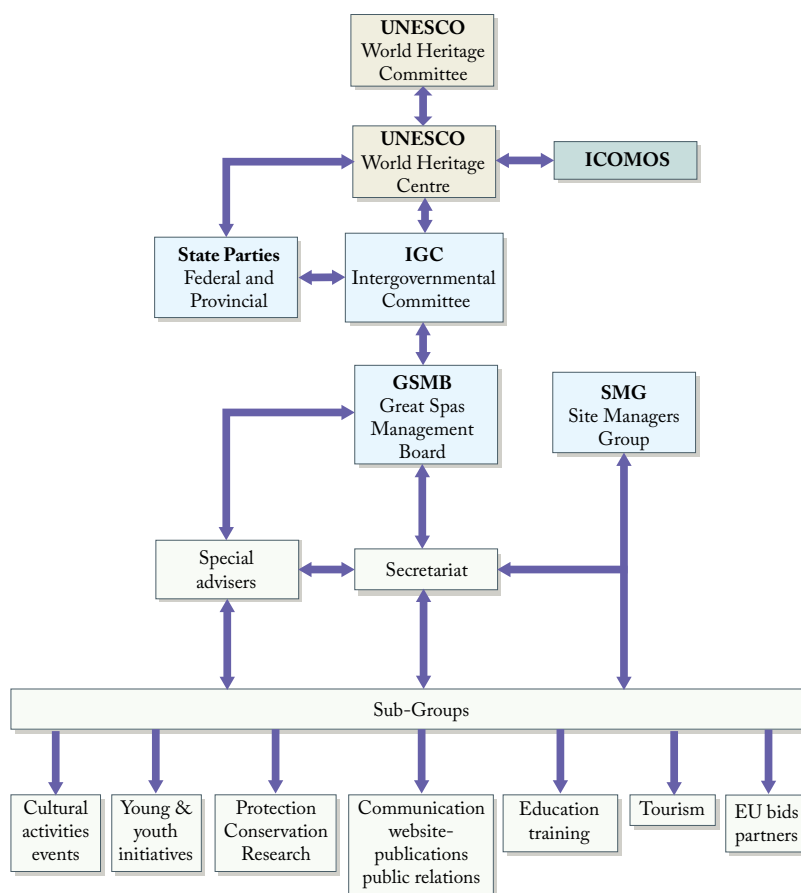 UNESCO
World Heritage
Committee
UNESCO
World Heritage
Centre
ICOMOS
State Parties
Federal and
Provincial
IGC
Intergovernmental
Committee
GSMB
Great Spas
Management
Board
SMG
Site Managers
Group
Special
advisers
Secretariat
Sub-Groups
Cultural
activities
events
Young &
youth
initiatives
Protection
Conservation
Research
Communication
website-
publications
public relations
Education
training
Tourism
EU bids
partners